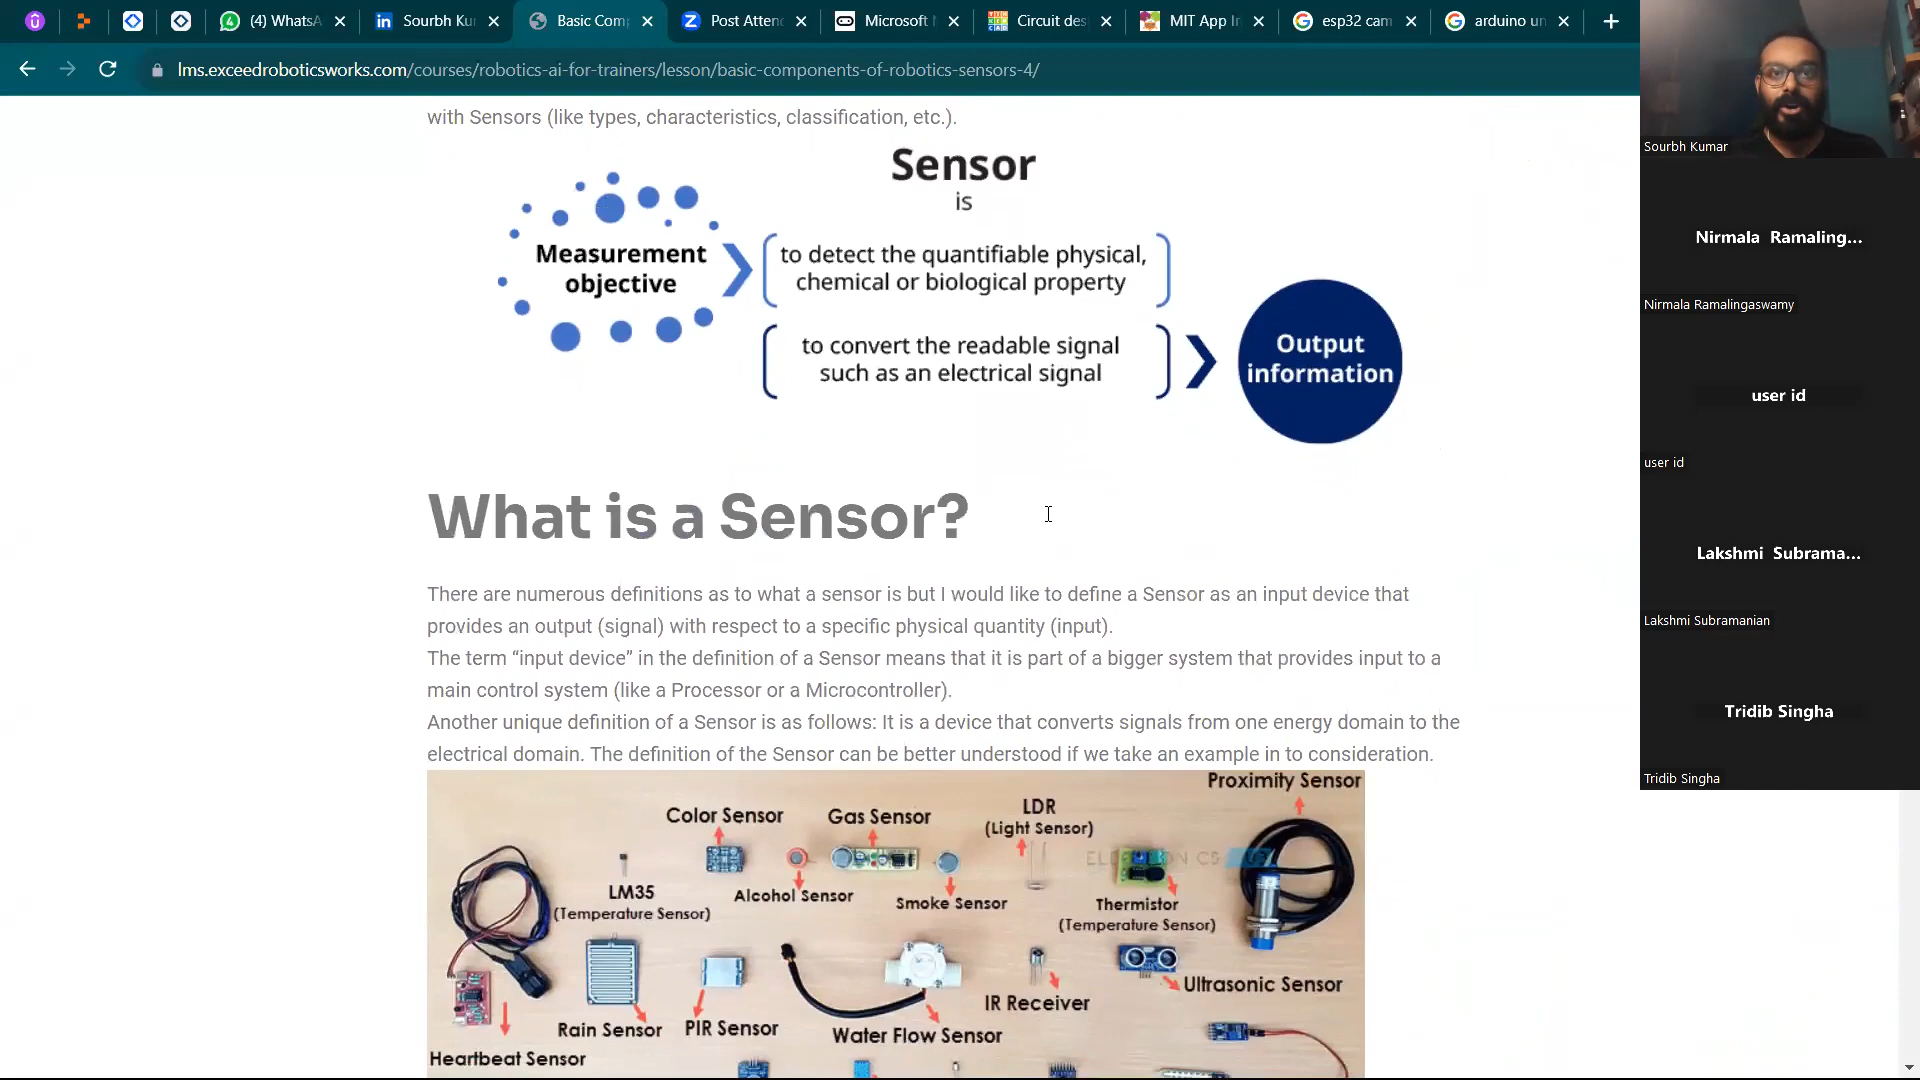 (4) WhatsA
Sourbh Kur
Basic Comp
Post Atten
Microsoft
Circuit des
MIT App In
esp32 cam
arduino un
lms.exceedroboticsworks.com/courses/robotics-ai-for-trainers/lesson/basic-components-of-robotics-sensors-4/
with Sensors (like types, characteristics, classification, etc.).
Sensor
is
Measurement
objective
to detect the quantifiable physical,
chemical or biological property
to convert the readable signal
such as an electrical signal
Output
information
What is a Sensor?
There are numerous definitions as to what a sensor is but I would like to define a Sensor as an input device that
provides an output (signal) with respect to a specific physical quantity (input).
The term “input device” in the definition of a Sensor means that it is part of a bigger system that provides input to a
main control system (like a Processor or a Microcontroller).
Another unique definition of a Sensor is as follows: It is a device that converts signals from one energy domain to the
electrical domain. The definition of the Sensor can be better understood if we take an example in to consideration.
Proximity Sensor
Color Sensor
Gas Sensor
LDR
(Light Sensor)
LM35
(Temperature Sensor)
Alcohol Sensor
Smoke Sensor
Thermistor
(Temperature Sensor)
Ultrasonic Sensor
IR Receiver
Rain Sensor
PIR Sensor
Water Flow Sensor
Heartbeat Sensor
Sourbh Kumar
Nirmala Ramaling...
Nirmala Ramalingaswamy
user id
user id
Lakshmi Subrama...
Lakshmi Subramanian
Tridib Singha
Tridib Singha